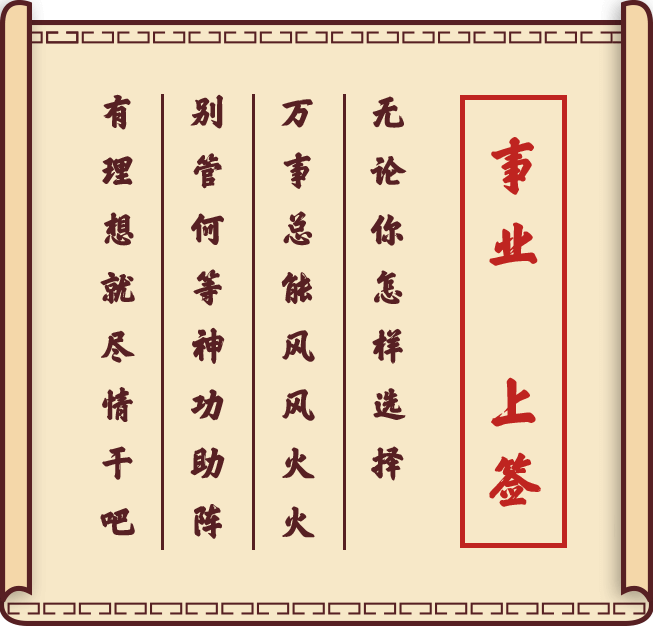 事业 上签
无论你怎样选择
万事总能风风火火
别管何等神功助阵
有理想就尽情干吧